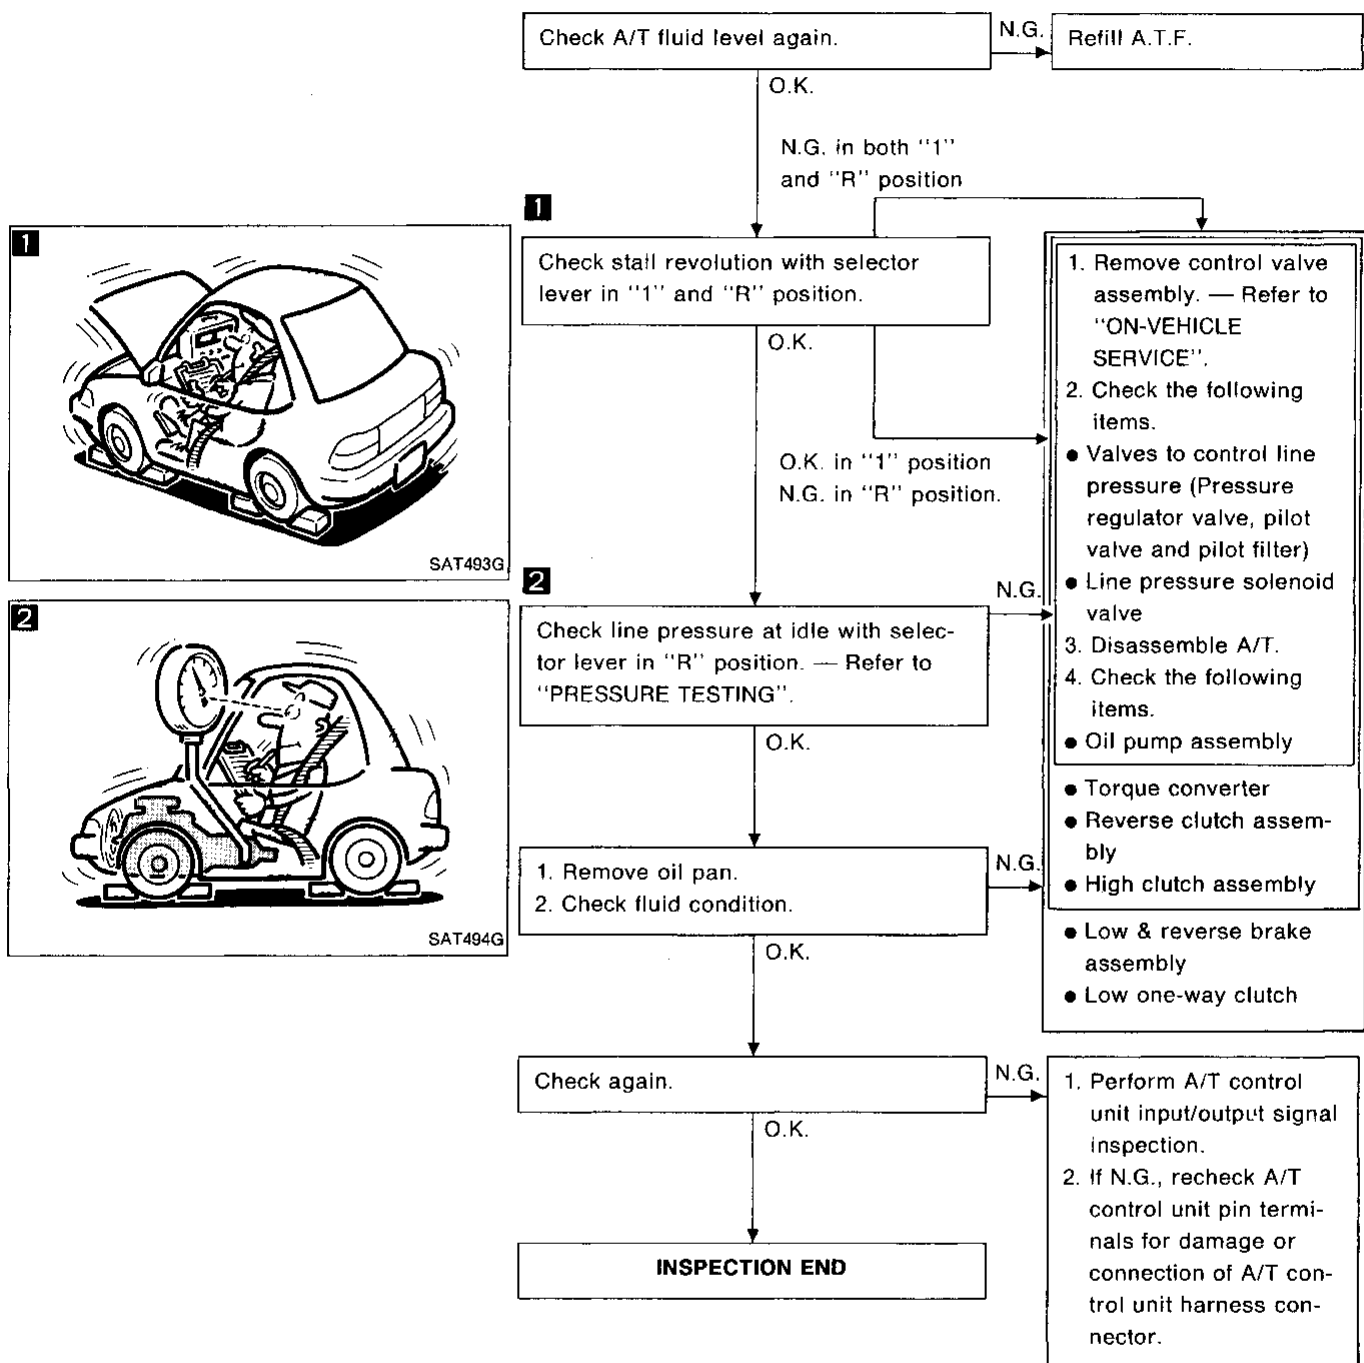 Check A/T fluid level again.
N.G.
Refill A.T.F.
O.K.
N.G. in both "1"
and "R" position
1
Check stall revolution with selector
lever in "1" and "R" position.
O.K.
O.K. in "1" position
N.G. in "R" position.
1
SAT493G
2
SAT494G
2
Check line pressure at idle with selec-
tor lever in "R" position. — Refer to
"PRESSURE TESTING".
N.G.
O.K.
1. Remove oil pan.
2. Check fluid condition.
N.G.
O.K.
1. Remove control valve
assembly. — Refer to
"ON-VEHICLE
SERVICE".
2. Check the following
items.
● Valves to control line
pressure (Pressure
regulator valve, pilot
valve and pilot filter)
● Line pressure solenoid
valve
3. Disassemble A/T.
4. Check the following
items.
● Oil pump assembly
● Torque converter
● Reverse clutch assem-
bly
● High clutch assembly
● Low & reverse brake
assembly
● Low one-way clutch
Check again.
N.G.
O.K.
1. Perform A/T control
unit input/output signal
inspection.
2. If N.G., recheck A/T
control unit pin termi-
nals for damage or
connection of A/T con-
trol unit harness con-
nector.
INSPECTION END